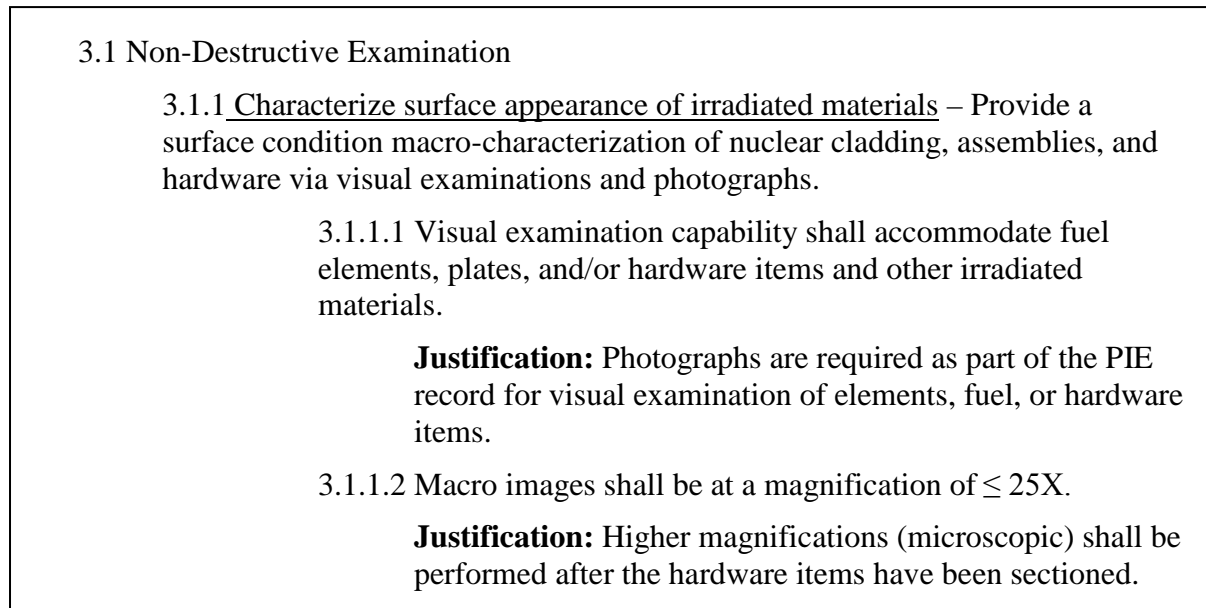 3.1 Non-Destructive Examination
3.1.1 Characterize surface appearance of irradiated materials – Provide a
surface condition macro-characterization of nuclear cladding, assemblies, and
hardware via visual examinations and photographs.
3.1.1.1 Visual examination capability shall accommodate fuel
elements, plates, and/or hardware items and other irradiated
materials.
Justification: Photographs are required as part of the PIE
record for visual examination of elements, fuel, or hardware
items.
3.1.1.2 Macro images shall be at a magnification of ≤ 25X.
Justification: Higher magnifications (microscopic) shall be
performed after the hardware items have been sectioned.